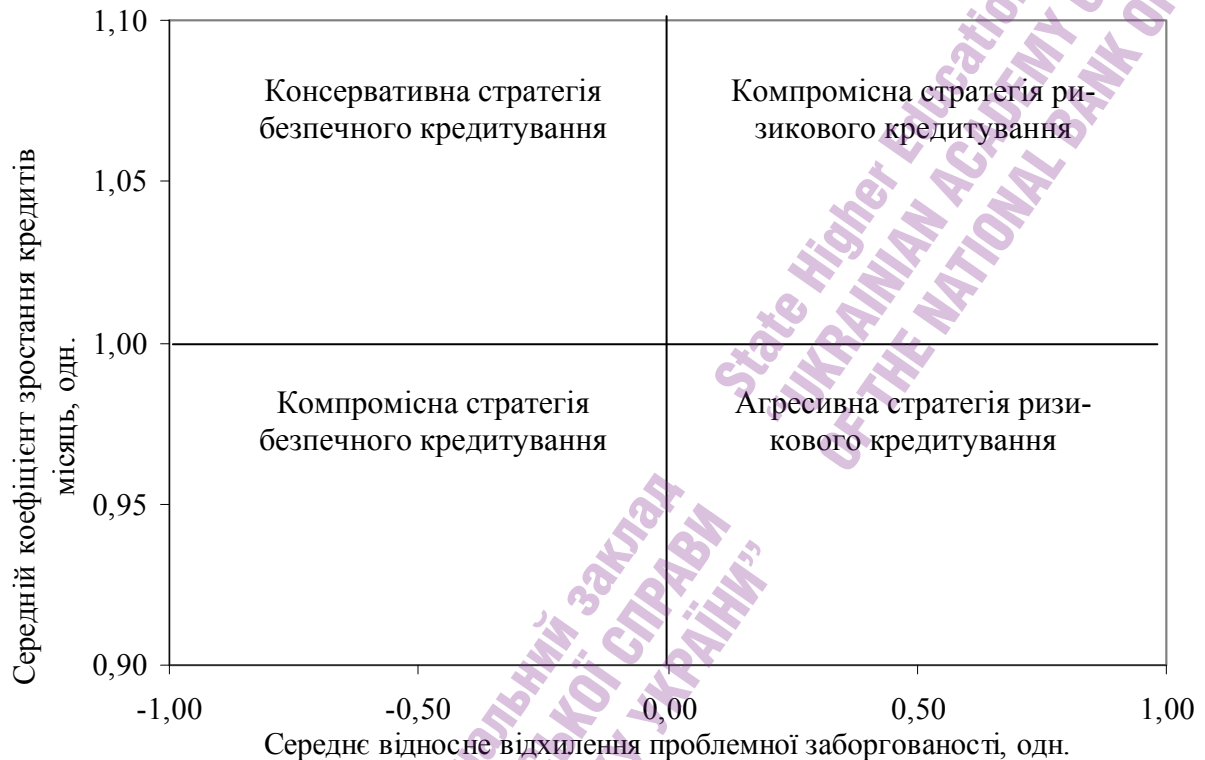 1,10
Консервативна стратегія
безпечного кредитування
Компромісна стратегія ри-
зикового кредитування
1,05
Середній коефіцієнт зростання кредитів
місяць, одн.
1,00
Компромісна стратегія
безпечного кредитування
Агресивна стратегія ризи-
кового кредитування
0,95
0,90
-1,00 -0,50 0,00 0,50 1,00
Середнє відносне відхилення проблемної заборгованості, одн.
State Higher Education
“UKRAINIAN ACADEMY
OF THE NATIONAL BANK
заклад
СПРАВИ
УКРАЇНИ”